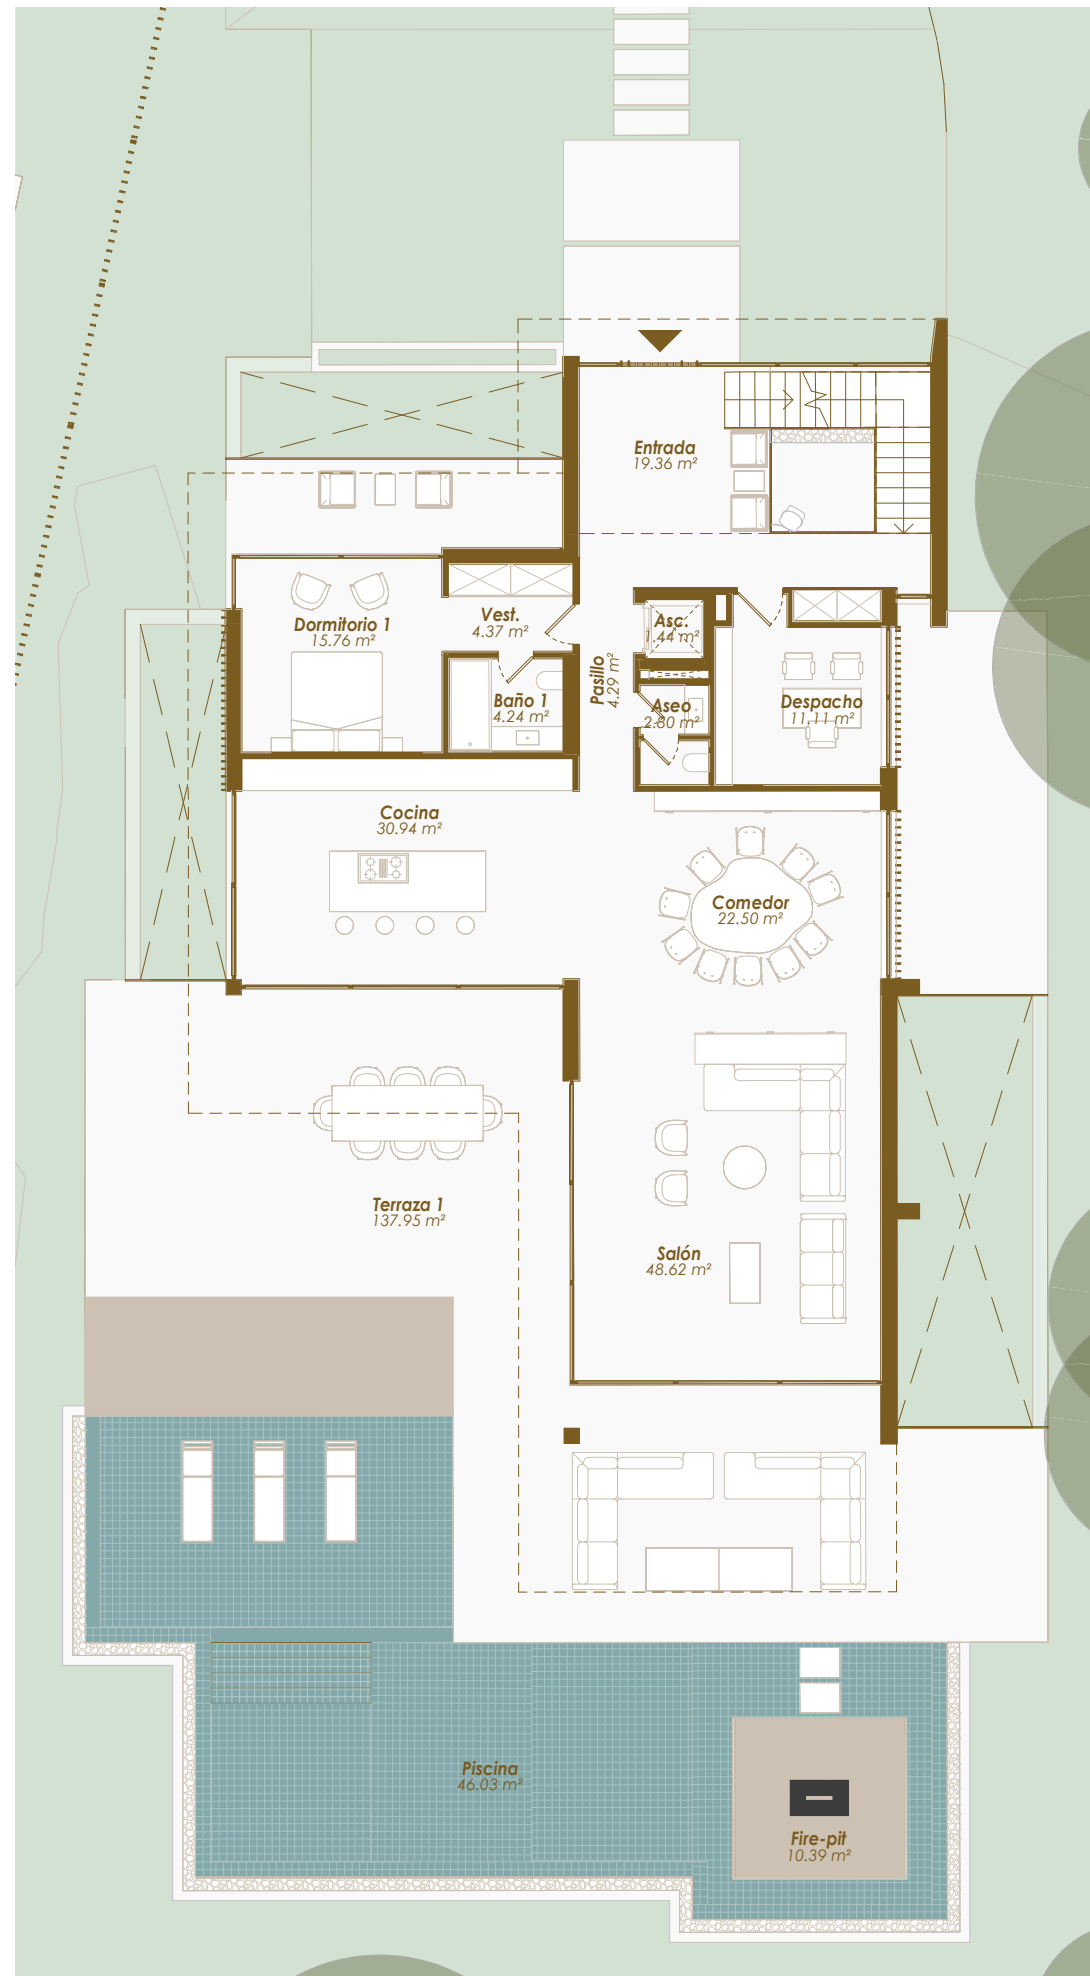 Entrada
19.36 m²
Dormitorio 1
15.76 m²
Vest.
4.37 m²
Asc.
1.44 m²
Pasillo
4.29 m²
Baño 1
4.24 m²
Aseo
2.80 m²
Despacho
11.11 m²
Cocina
30.94 m²
Comedor
22.50 m²
Terraza 1
137.95 m²
Salón
48.62 m²
Piscina
46.03 m²
Fire-pit
10.39 m²